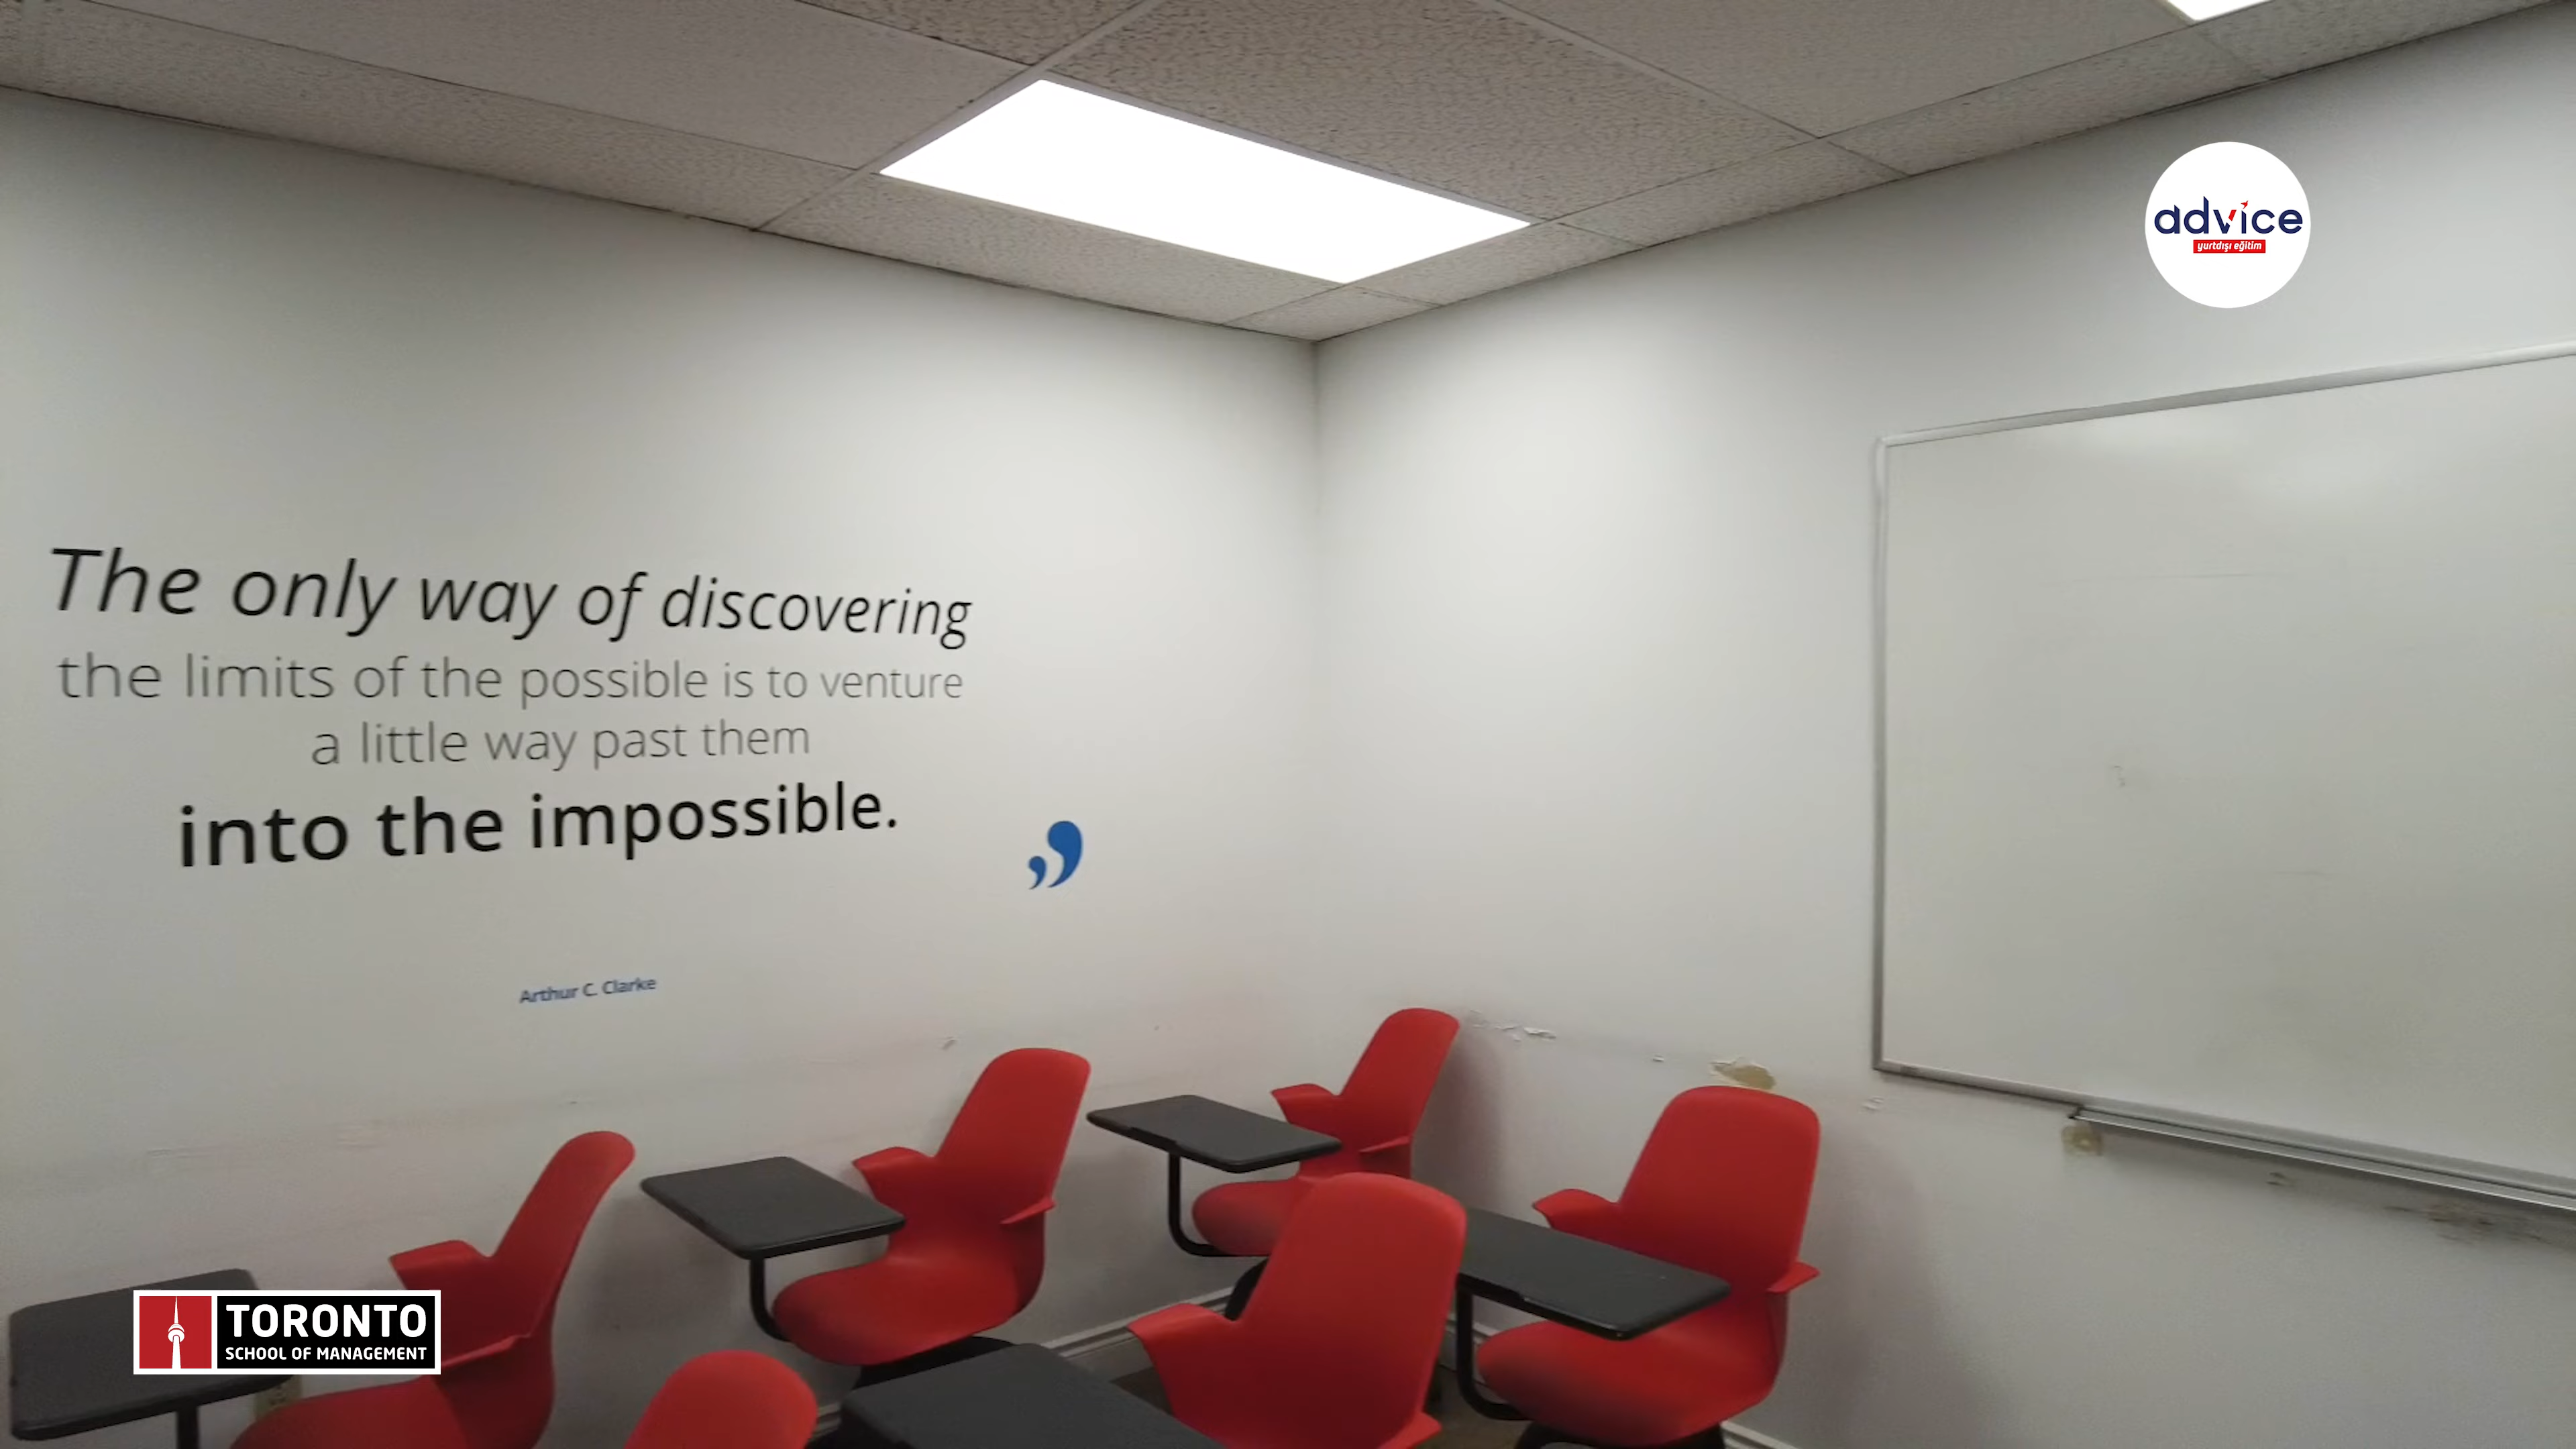 advice
yurtdışı eğitim
The only way of discovering
the limits of the possible is to venture
a little way past them
into the impossible.
”
Arthur C. Clarke
TORONTO
SCHOOL OF MANAGEMENT